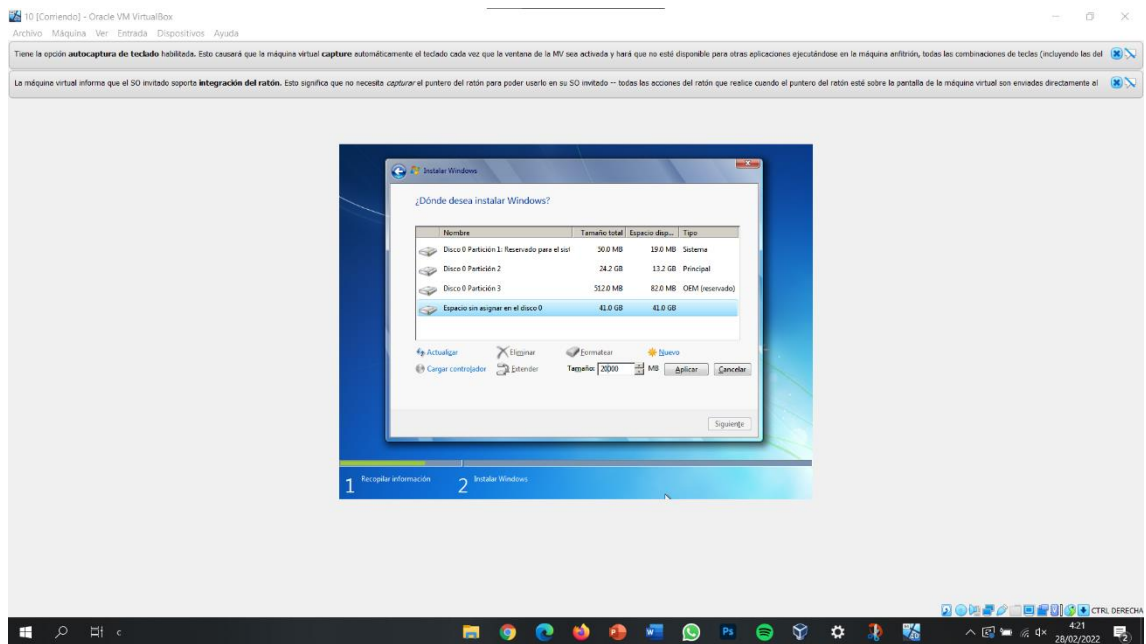 10 [Corriendo] - Oracle VM VirtualBox
Archivo Máquina Ver Entrada Dispositivos Ayuda
Tiene la opción autocaptura de teclado habilitada. Esto causará que la máquina virtual capture automáticamente el teclado cada vez que la ventana de la MV sea activada y hará que no esté disponible para otras aplicaciones ejecutándose en la máquina anfitrión, todas las combinaciones de teclas (incluyendo las del
La máquina virtual informa que el SO invitado soporta integración del ratón. Esto significa que no necesita capturar el puntero del ratón para poder usarlo en su SO invitado -- todas las acciones del ratón que realice cuando el puntero del ratón esté sobre la pantalla de la máquina virtual son enviadas directamente al
Instalar Windows
¿Dónde desea instalar Windows?
Nombre Tamaño total Espacio disp... Tipo
Disco 0 Partición 1: Reservado para el sist 50.0 MB 19.0 MB Sistema
Disco 0 Partición 2 24.2 GB 13.2 GB Principal
Disco 0 Partición 3 512.0 MB 82.0 MB OEM (reservado)
Espacio sin asignar en el disco 0 41.0 GB 41.0 GB
Actualizar Eliminar Formatear Nuevo
Cargar controlador Extender Tamaño: 20000 MB Aplicar Cancelar
Siguiente
1 Recopilar información 2 Instalar Windows
CTRL DERECHA
4:21
28/02/2022